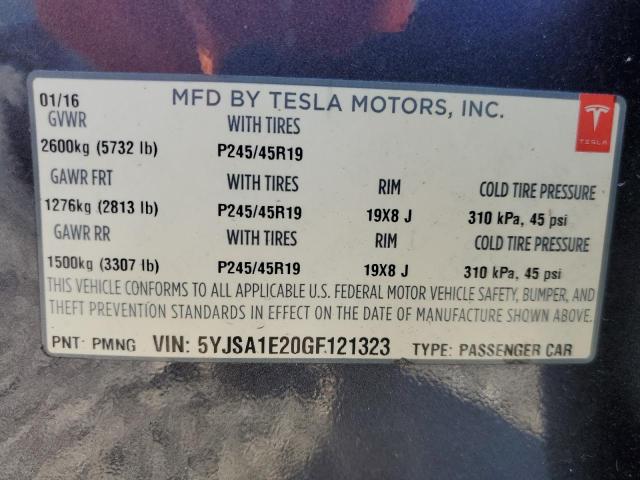 01/16 MFD BY TESLA MOTORS, INC.
GVWR WITH TIRES
TESLA
2600kg (5732 lb) P245/45R19
GAWR FRT WITH TIRES RIM COLD TIRE PRESSURE
1276kg (2813 lb) P245/45R19 19X8 J 310 kPa, 45 psi
GAWR RR WITH TIRES RIM COLD TIRE PRESSURE
1500kg (3307 lb) P245/45R19 19X8 J 310 kPa, 45 psi
THIS VEHICLE CONFORMS TO ALL APPLICABLE U.S. FEDERAL MOTOR VEHICLE SAFETY, BUMPER, AND
THEFT PREVENTION STANDARDS IN EFFECT ON THE DATE OF MANUFACTURE SHOWN ABOVE.
PNT: PMNG VIN: 5YJSA1E20GF121323 TYPE: PASSENGER CAR